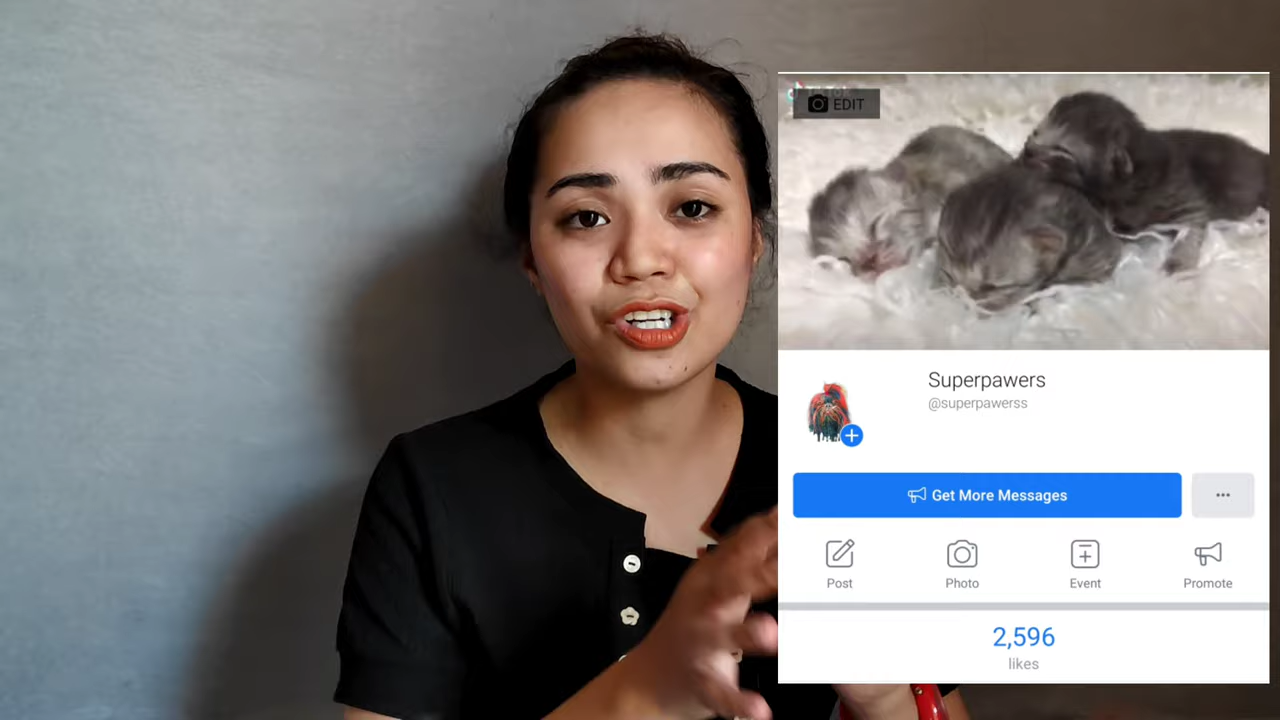 EDIT
Superpawers
@superpawerss
Get More Messages
Post
Photo
Event
Promote
2,596
likes